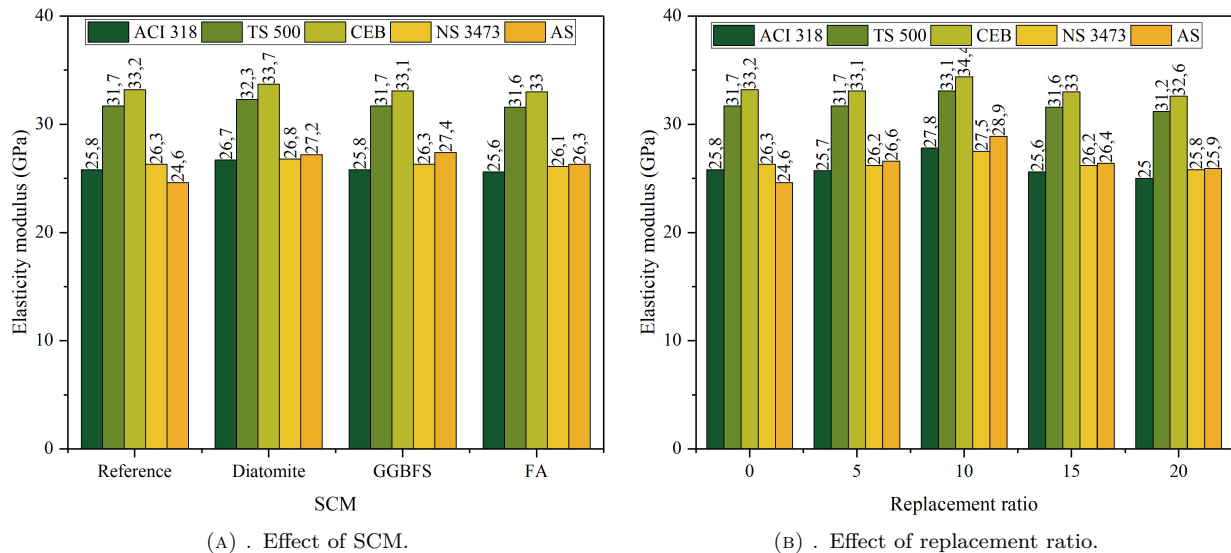 ACI 318 TS 500 CEB NS 3473 AS
40
30
20
10
0
Elasticity modulus (GPa)
25,8 31,7 33,2 26,3 24,6 26,7 32,3 33,7 26,8 27,2 25,8 31,7 33,1 26,3 27,4 25,6 31,6 33 26,1 26,3
Reference Diatomite GGBFS FA
SCM
(A) . Effect of SCM.
ACI 318 TS 500 CEB NS 3473 AS
40
30
20
10
0
Elasticity modulus (GPa)
25,8 31,7 33,2 26,3 24,6 25,7 31,7 33,1 26,2 26,6 27,8 33,1 34,4 27,5 28,9 25,6 31,6 33 26,2 26,4 25 31,2 32,6 25,8 25,9
0 5 10 15 20
Replacement ratio
(B) . Effect of replacement ratio.